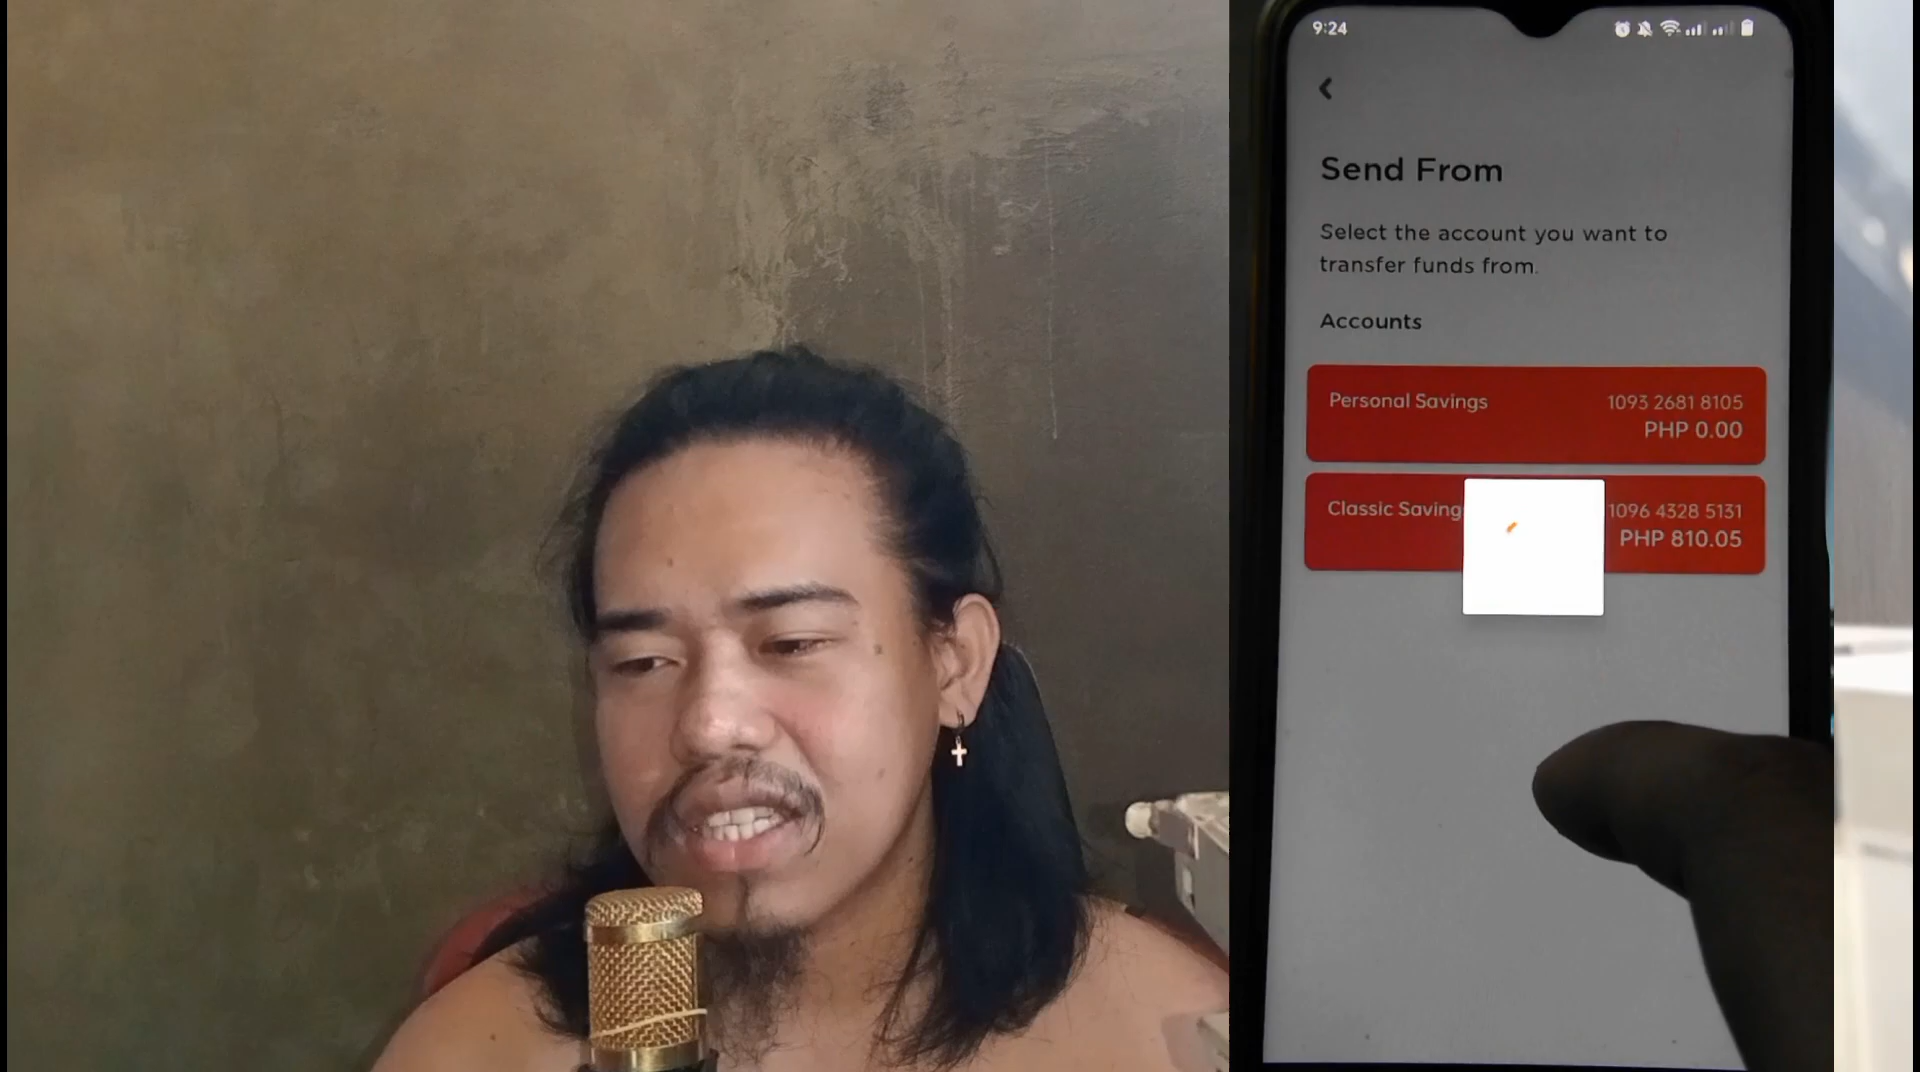 9:24
Send From
Select the account you want to
transfer funds from.
Accounts
Personal Savings 1093 2681 8105
PHP 0.00
Classic Saving 1096 4328 5131
PHP 810.05